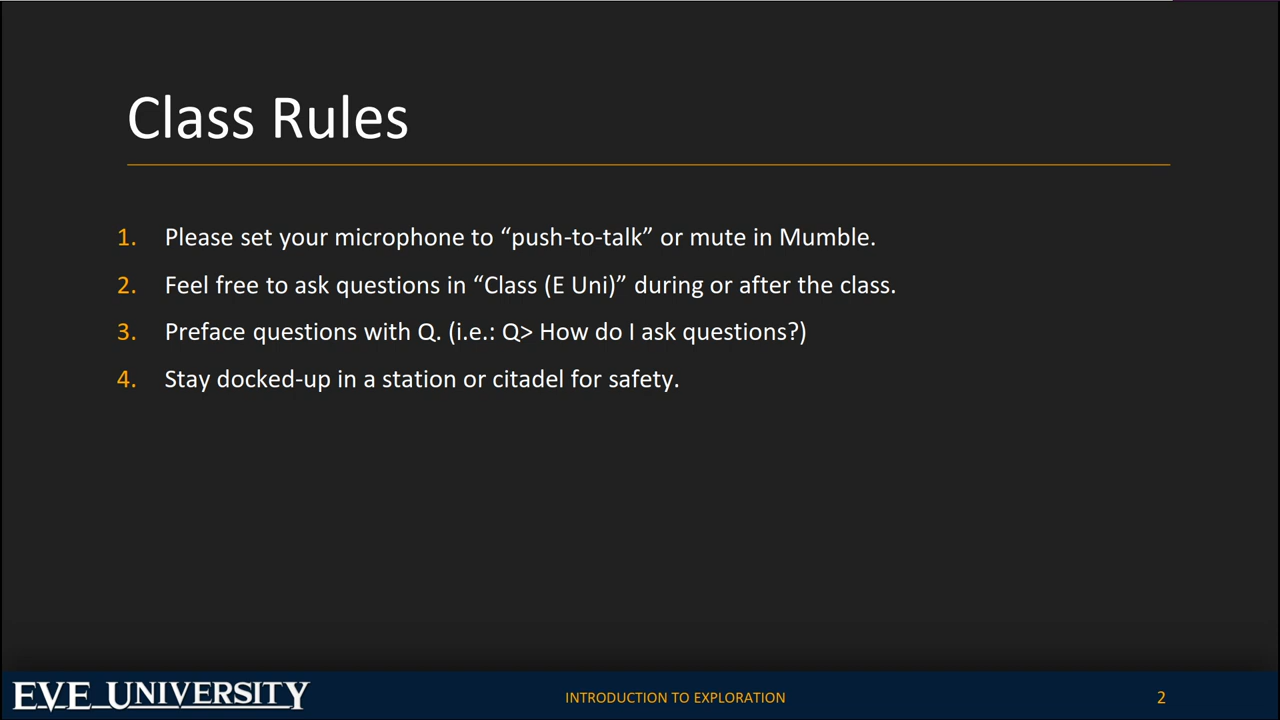 Class Rules
1. Please set your microphone to “push-to-talk” or mute in Mumble.
2. Feel free to ask questions in “Class (E Uni)” during or after the class.
3. Preface questions with Q. (i.e.: Q> How do I ask questions?)
4. Stay docked-up in a station or citadel for safety.
EVE UNIVERSITY
INTRODUCTION TO EXPLORATION
2